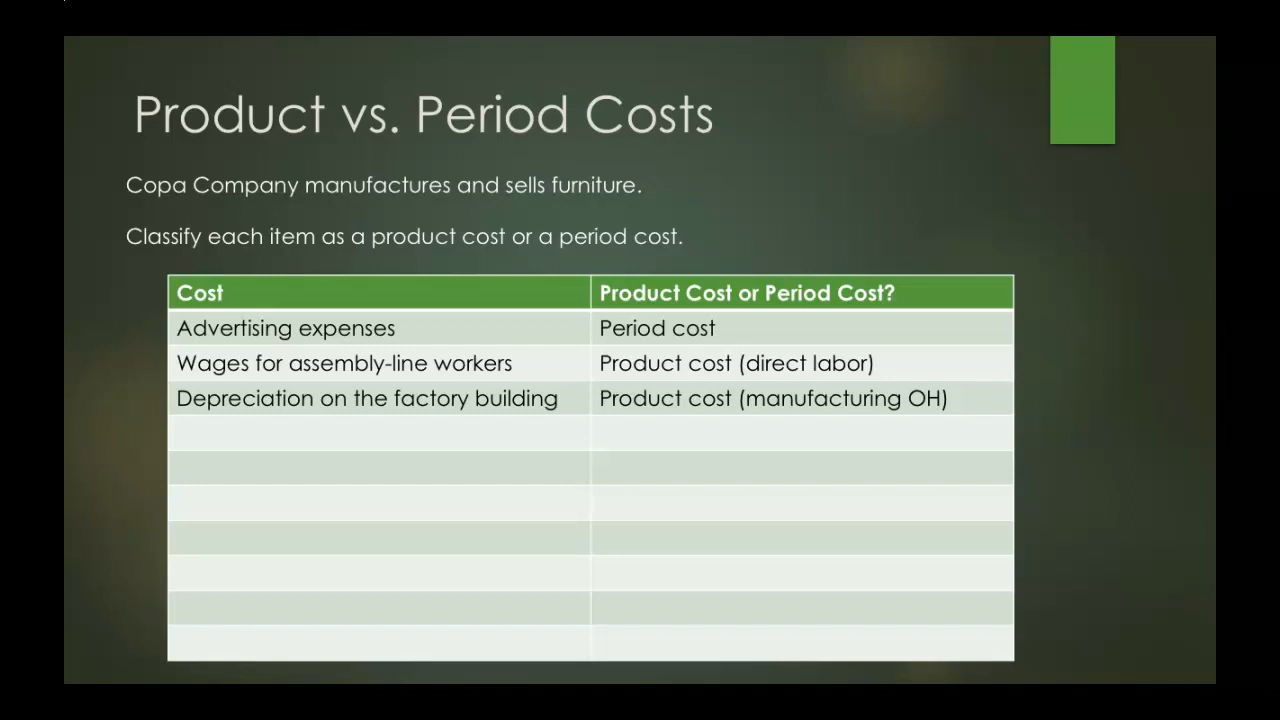 Product vs. Period Costs
Copa Company manufactures and sells furniture.
Classify each item as a product cost or a period cost.
Cost Product Cost or Period Cost?
Advertising expenses Period cost
Wages for assembly-line workers Product cost (direct labor)
Depreciation on the factory building Product cost (manufacturing OH)